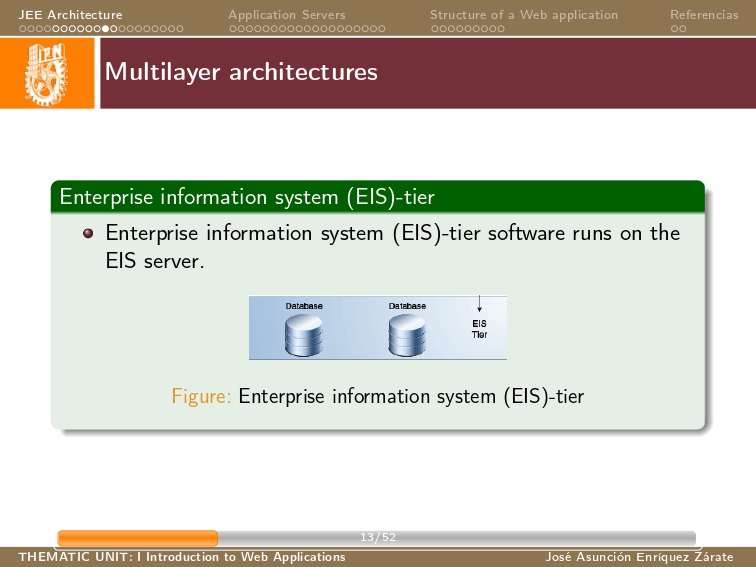 JEE Architecture Application Servers Structure of a Web application Referencias
IPN
Multilayer architectures
Enterprise information system (EIS)-tier
Enterprise information system (EIS)-tier software runs on the
EIS server.
Database Database
EIS
Tier
Figure: Enterprise information system (EIS)-tier
13/52
THEMATIC UNIT: I Introduction to Web Applications José Asunción Enríquez Zárate